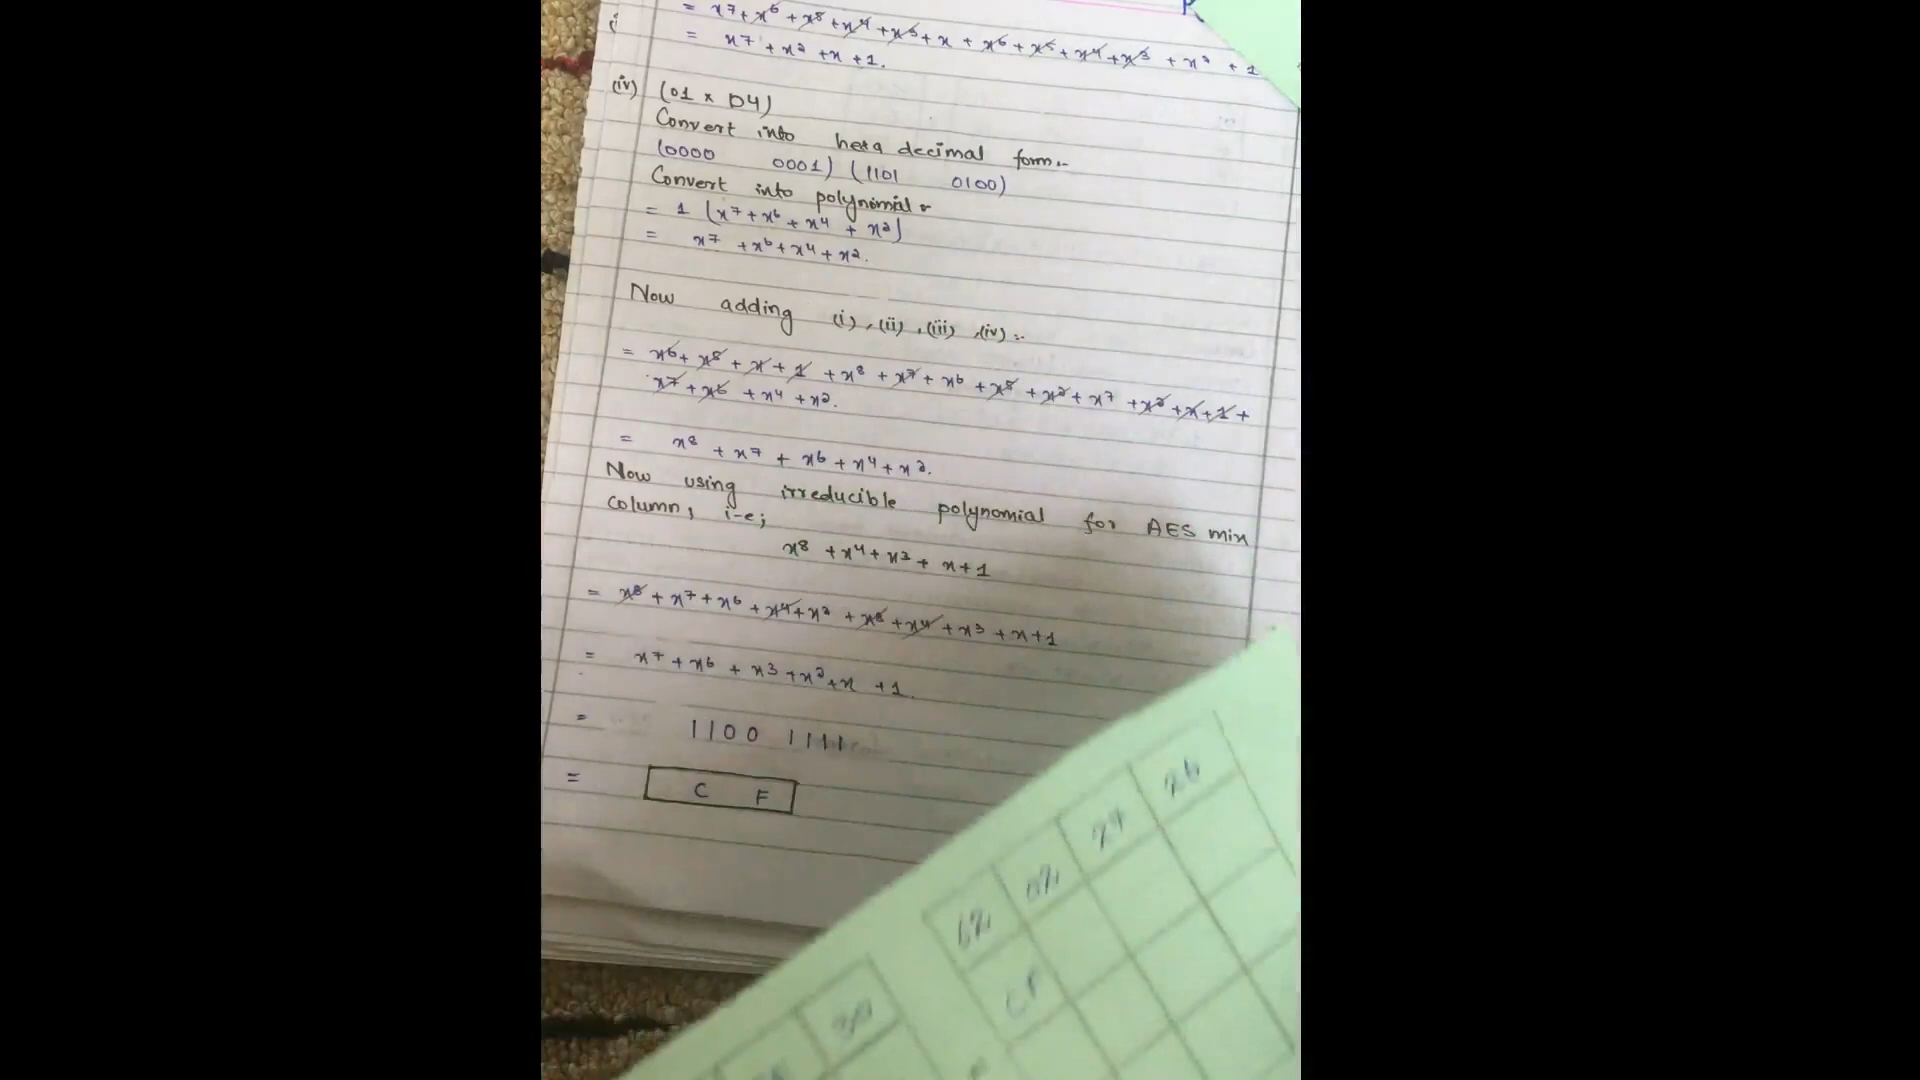 = x⁷ + x⁶ + x⁵ + x⁴ + x³ + x + x⁶ + x⁵ + x⁴ + x³ + x² + 1
= x⁷ + x² + x + 1.
(iv) (01 × D4)
Convert into hexa decimal form:-
(0000 0001) (1101 0100)
Convert into polynimial:-
= 1 (x⁷ + x⁶ + x⁴ + x²)
= x⁷ + x⁶ + x⁴ + x².
Now adding (i), (ii), (iii), (iv):-
= x⁶ + x⁵ + x + 1 + x⁸ + x⁷ + x⁶ + x⁵ + x² + x⁷ + x² + x + 1 +
x⁷ + x⁶ + x⁴ + x².
= x⁸ + x⁷ + x⁶ + x⁴ + x².
Now using irreducible polynomial for AES mix
column, i-e;
x⁸ + x⁴ + x³ + x + 1
= x⁸ + x⁷ + x⁶ + x⁴ + x² + x⁸ + x⁴ + x³ + x + 1
= x⁷ + x⁶ + x³ + x² + x + 1.
= 1100 1111
= C F